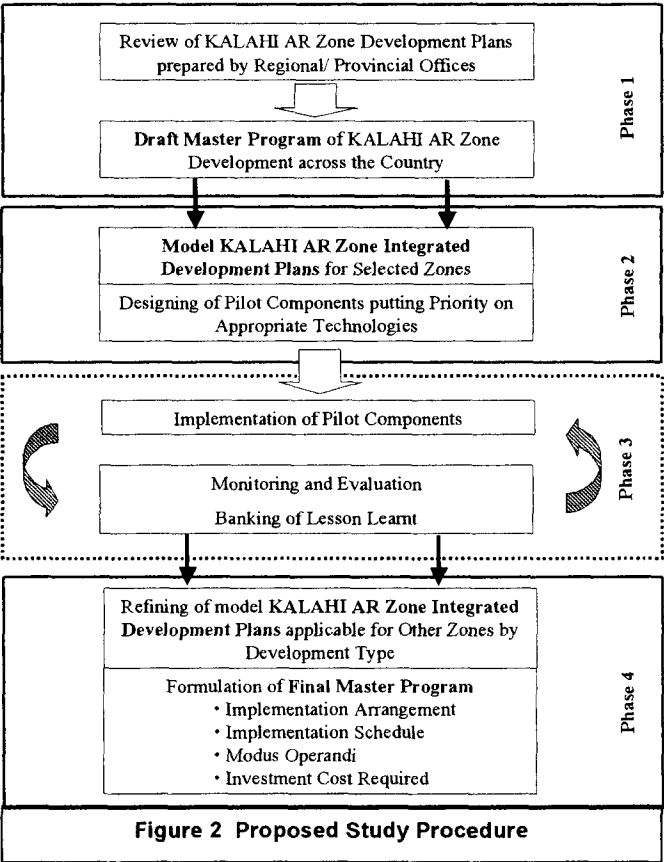 Review of KALAHI AR Zone Development Plans
prepared by Regional/ Provincial Offices
Draft Master Program of KALAHI AR Zone
Development across the Country
Phase 1
Model KALAHI AR Zone Integrated
Development Plans for Selected Zones
Designing of Pilot Components putting Priority on
Appropriate Technologies
Phase 2
Implementation of Pilot Components
Monitoring and Evaluation
Banking of Lesson Learnt
Phase 3
Refining of model KALAHI AR Zone Integrated
Development Plans applicable for Other Zones by
Development Type
Formulation of Final Master Program
・Implementation Arrangement
・Implementation Schedule
・Modus Operandi
・Investment Cost Required
Phase 4
Figure 2 Proposed Study Procedure